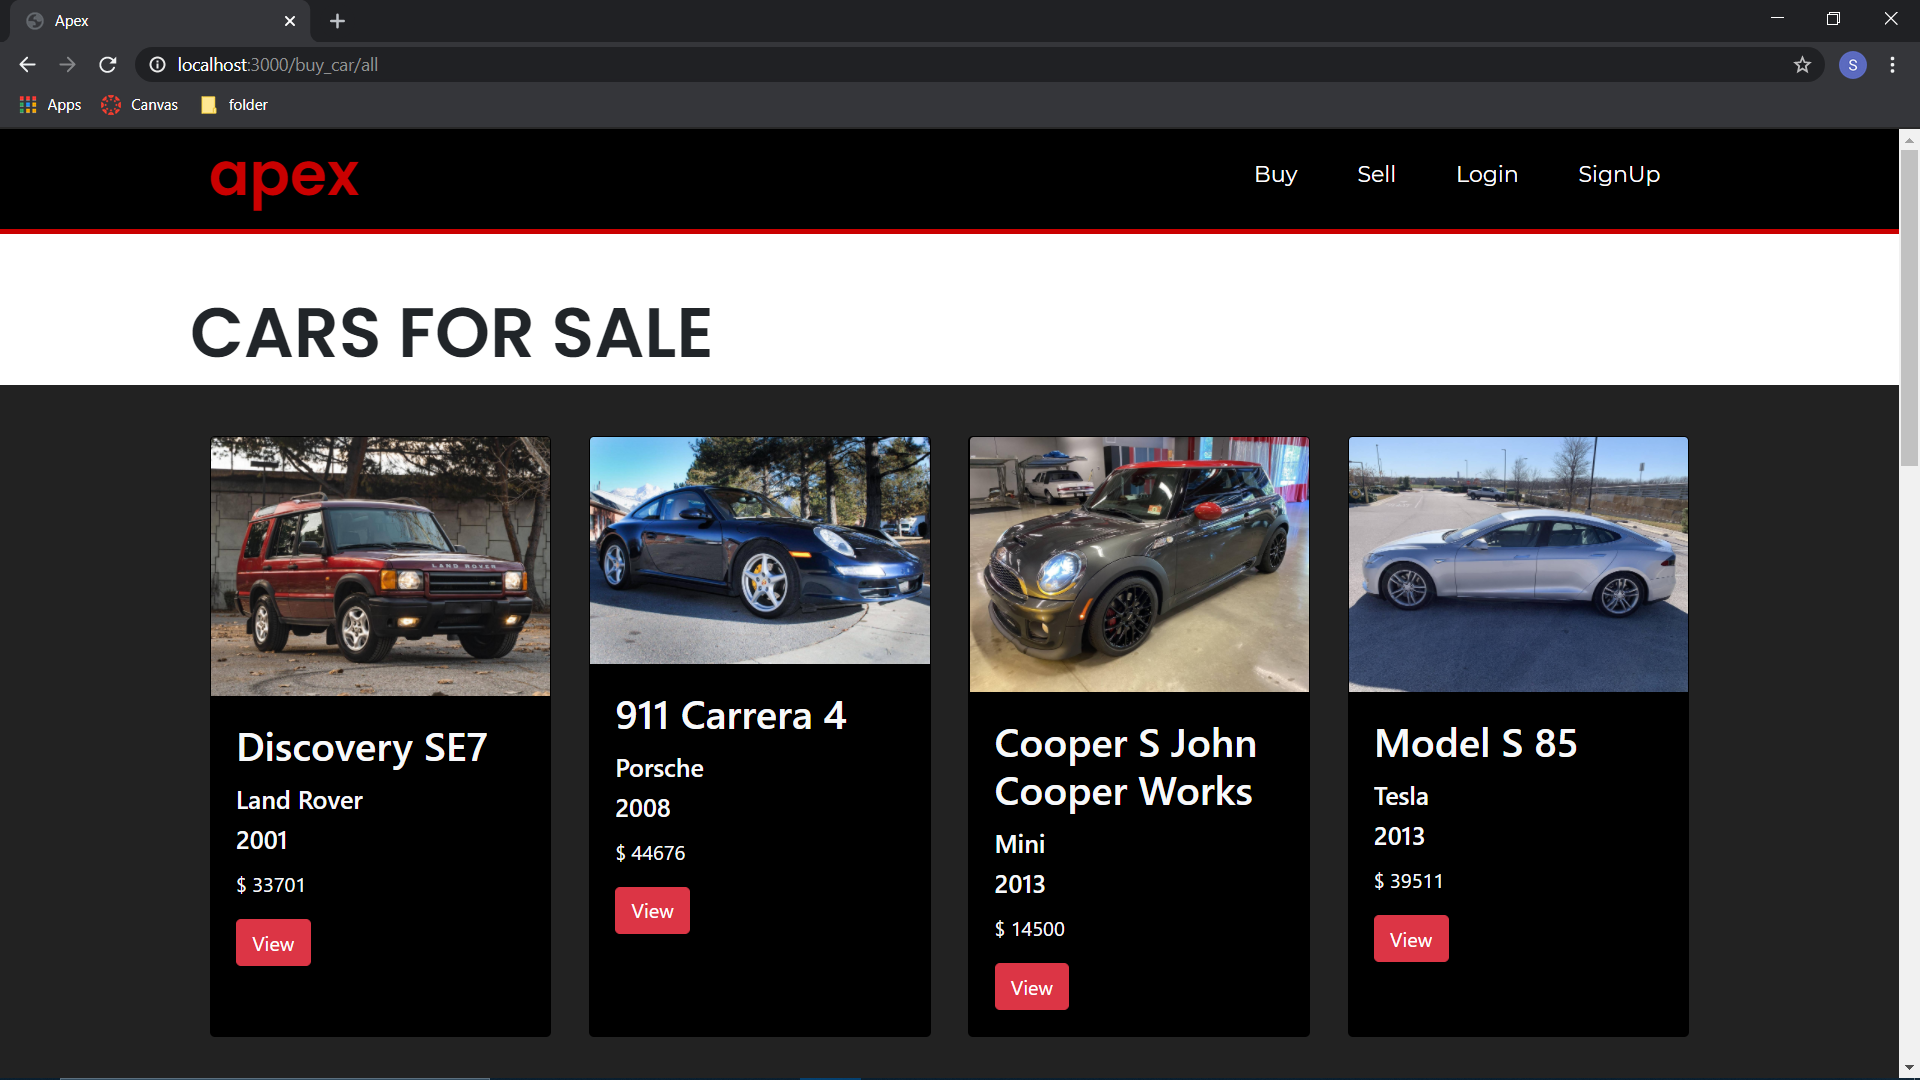 Apex
localhost:3000/buy_car/all
S
Apps
Canvas
folder
apex
Buy
Sell
Login
SignUp
CARS FOR SALE
LAND ROVER
Discovery SE7
Land Rover
2001
$ 33701
View
911 Carrera 4
Porsche
2008
$ 44676
View
Cooper S John
Cooper Works
Mini
2013
$ 14500
View
Model S 85
Tesla
2013
$ 39511
View